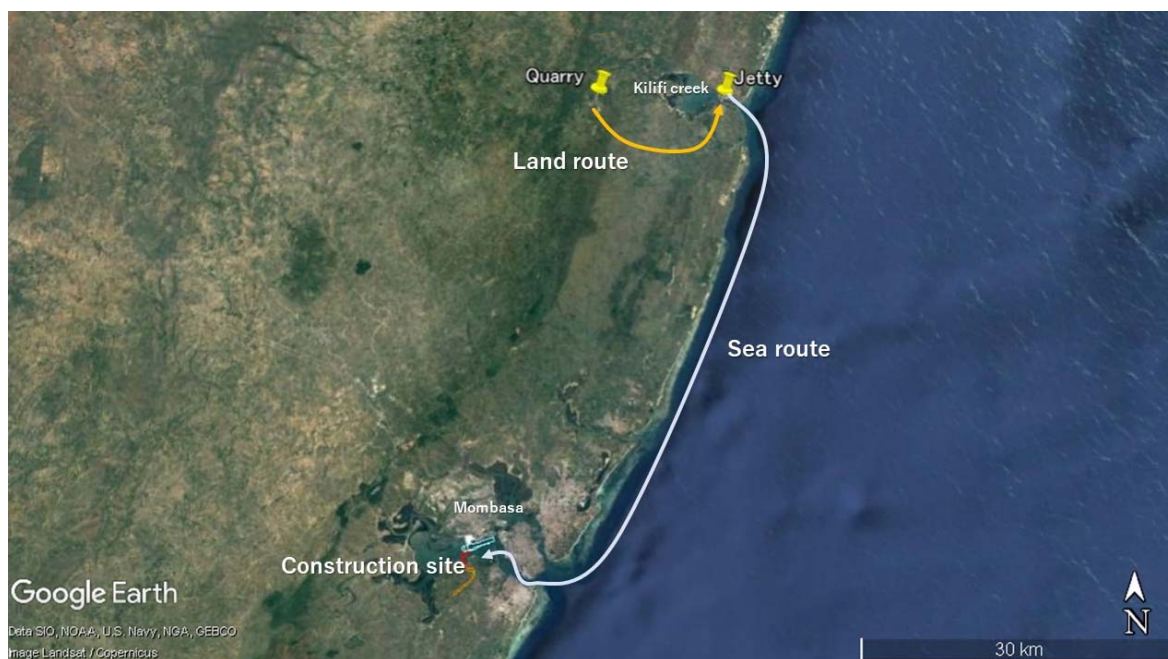 Quarry
Kilifi creek
Jetty
Land route
Sea route
Mombasa
Construction site
Google Earth
Data SIO, NOAA, U.S. Navy, NGA, GEBCO
Image Landsat / Copernicus
N
30 km